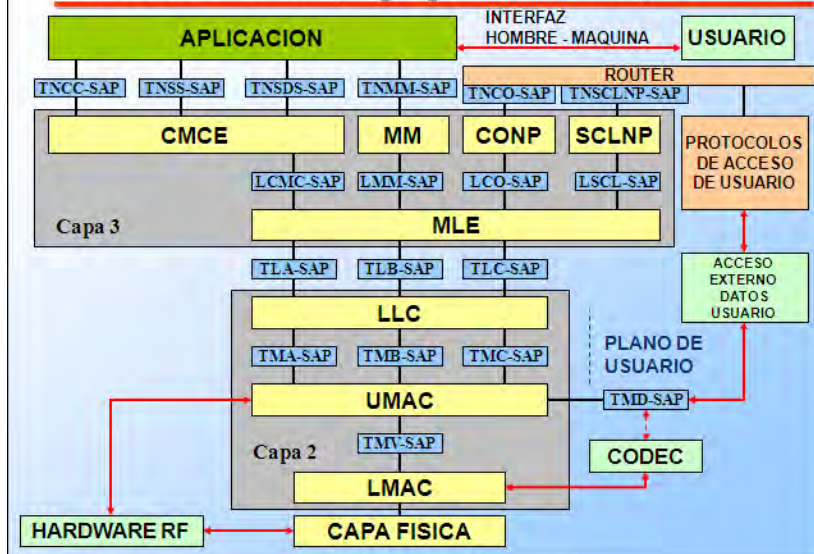 INTERFAZ
HOMBRE - MAQUINA
APLICACION
USUARIO
ROUTER
TNCC-SAP
TNSS-SAP
TNSDS-SAP
TNMM-SAP
TNCO-SAP
TNSCLNP-SAP
CMCE
MM
CONP
SCLNP
PROTOCOLOS
DE ACCESO
DE USUARIO
LCMC-SAP
LMM-SAP
LCO-SAP
LSCL-SAP
Capa 3
MLE
TLA-SAP
TLB-SAP
TLC-SAP
ACCESO
EXTERNO
DATOS
USUARIO
LLC
PLANO DE
USUARIO
TMA-SAP
TMB-SAP
TMC-SAP
UMAC
TMD-SAP
TMV-SAP
Capa 2
CODEC
LMAC
HARDWARE RF
CAPA FISICA